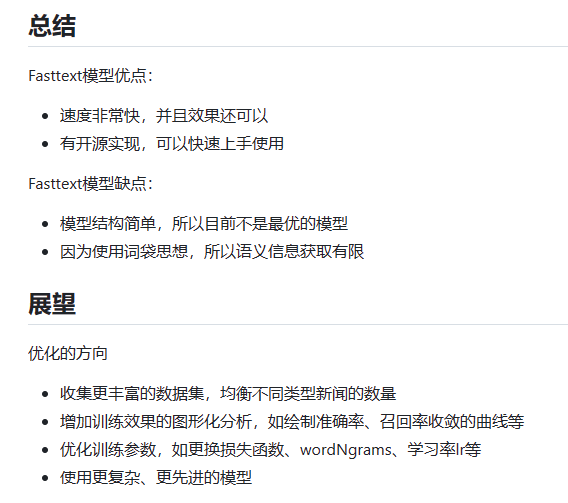 总结
Fasttext模型优点：
速度非常快，并且效果还可以
有开源实现，可以快速上手使用
Fasttext模型缺点：
模型结构简单，所以目前不是最优的模型
因为使用词袋思想，所以语义信息获取有限
展望
优化的方向
收集更丰富的数据集，均衡不同类型新闻的数量
增加训练效果的图形化分析，如绘制准确率、召回率收敛的曲线等
优化训练参数，如更换损失函数、wordNgrams、学习率lr等
使用更复杂、更先进的模型